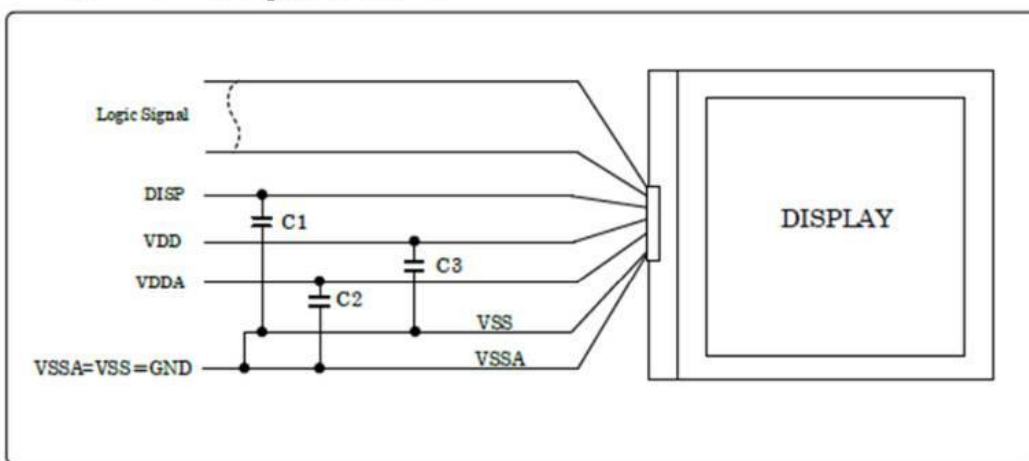 Logic Signal
DISP
C1
DISPLAY
VDD
C3
VDDA
C2
VSS
VSSA=VSS=GND
VSSA